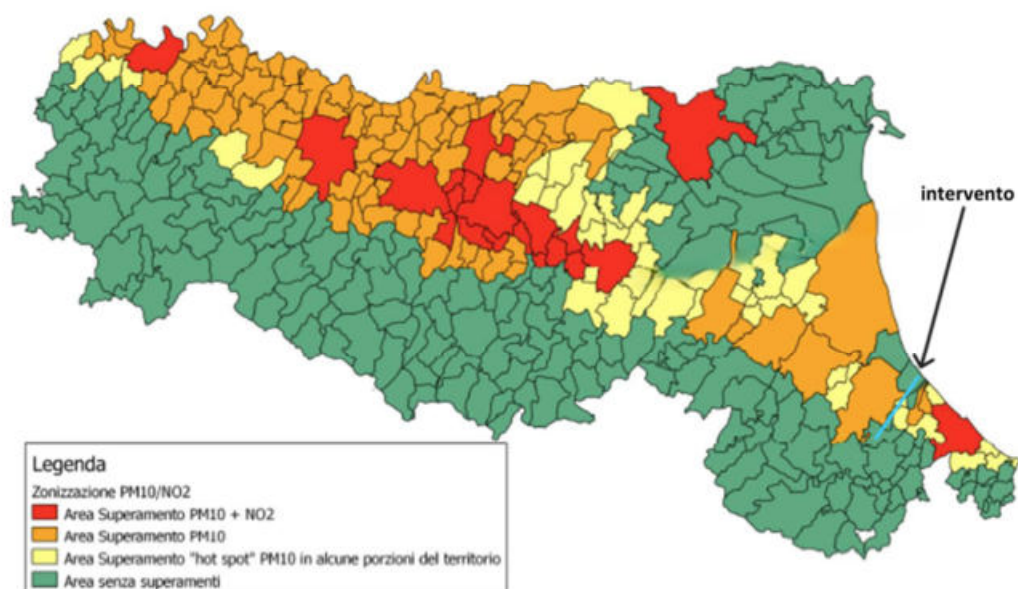 intervento
Legenda
Zonizzazione PM10/NO2
Area Superamento PM10 + NO2
Area Superamento PM10
Area Superamento "hot spot" PM10 in alcune porzioni del territorio
Area senza superamenti